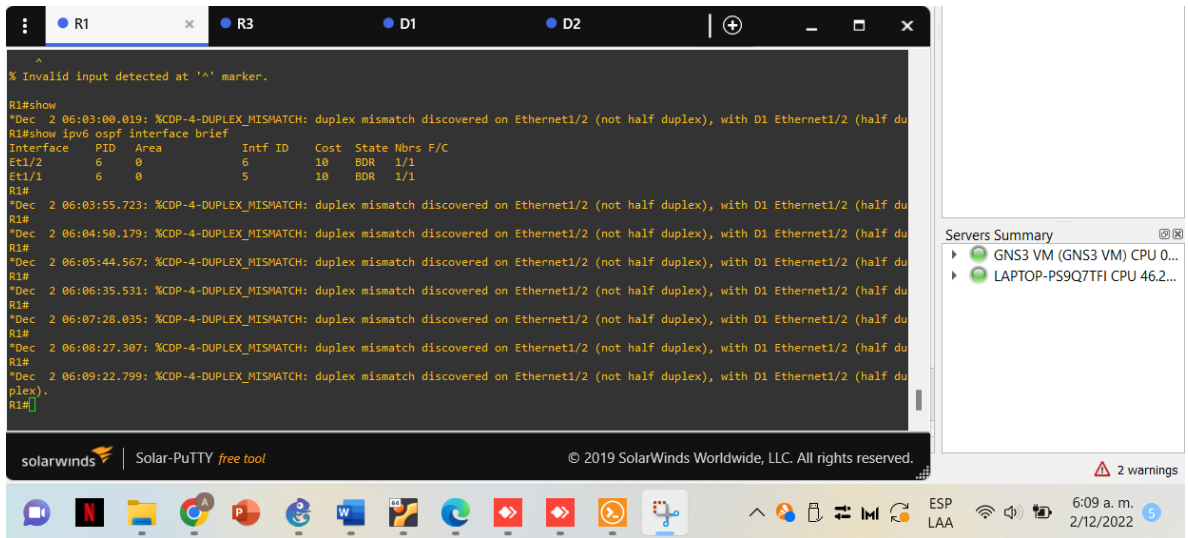 R1
R3
D1
D2
^
% Invalid input detected at '^' marker.
R1#show
*Dec  2 06:03:00.019: %CDP-4-DUPLEX_MISMATCH: duplex mismatch discovered on Ethernet1/2 (not half duplex), with D1 Ethernet1/2 (half du
R1#show ipv6 ospf interface brief
Interface    PID   Area            Intf ID    Cost  State Nbrs F/C
Et1/2        6     0               6          10    BDR   1/1
Et1/1        6     0               5          10    BDR   1/1
R1#
*Dec  2 06:03:55.723: %CDP-4-DUPLEX_MISMATCH: duplex mismatch discovered on Ethernet1/2 (not half duplex), with D1 Ethernet1/2 (half du
R1#
*Dec  2 06:04:50.179: %CDP-4-DUPLEX_MISMATCH: duplex mismatch discovered on Ethernet1/2 (not half duplex), with D1 Ethernet1/2 (half du
R1#
*Dec  2 06:05:44.567: %CDP-4-DUPLEX_MISMATCH: duplex mismatch discovered on Ethernet1/2 (not half duplex), with D1 Ethernet1/2 (half du
R1#
*Dec  2 06:06:35.531: %CDP-4-DUPLEX_MISMATCH: duplex mismatch discovered on Ethernet1/2 (not half duplex), with D1 Ethernet1/2 (half du
R1#
*Dec  2 06:07:28.035: %CDP-4-DUPLEX_MISMATCH: duplex mismatch discovered on Ethernet1/2 (not half duplex), with D1 Ethernet1/2 (half du
R1#
*Dec  2 06:08:27.307: %CDP-4-DUPLEX_MISMATCH: duplex mismatch discovered on Ethernet1/2 (not half duplex), with D1 Ethernet1/2 (half du
R1#
*Dec  2 06:09:22.799: %CDP-4-DUPLEX_MISMATCH: duplex mismatch discovered on Ethernet1/2 (not half duplex), with D1 Ethernet1/2 (half du
plex).
R1#
solarwinds
Solar-PuTTY free tool
© 2019 SolarWinds Worldwide, LLC. All rights reserved.
Servers Summary
GNS3 VM (GNS3 VM) CPU 0...
LAPTOP-PS9Q7TFI CPU 46.2...
2 warnings
N
A
P
W
64
ESP
LAA
6:09 a. m.
2/12/2022
5